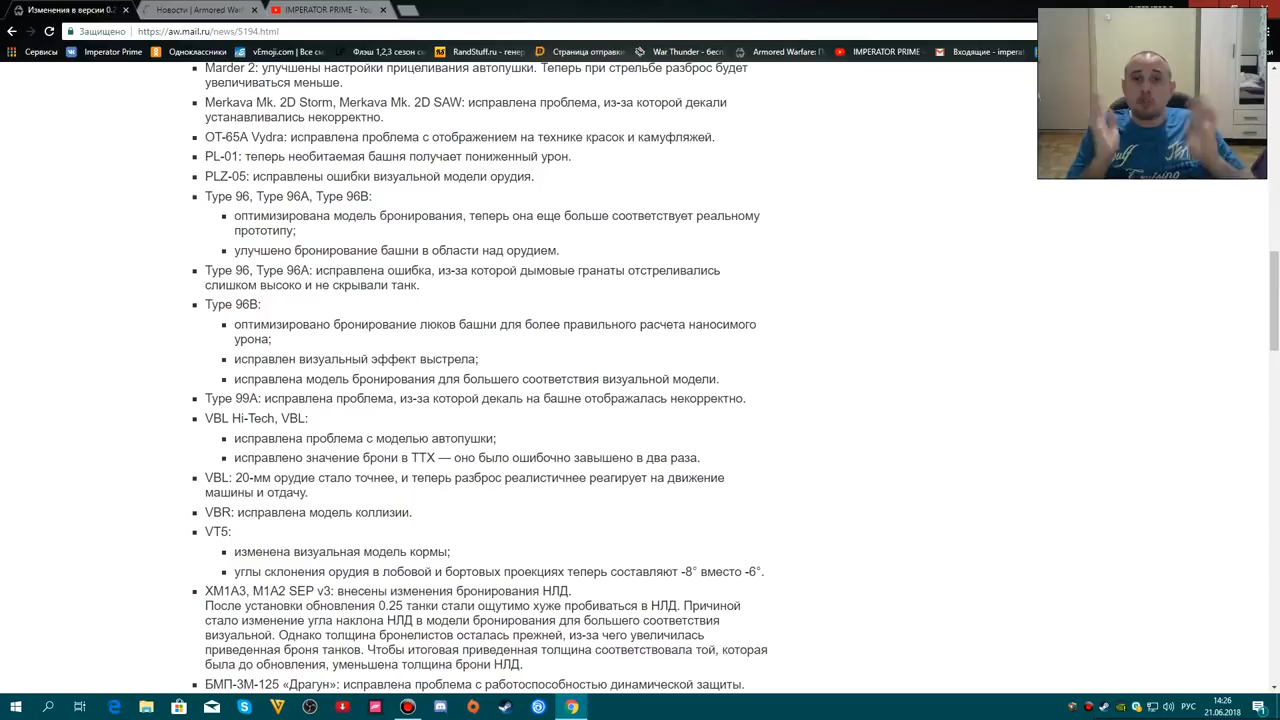 Изменения в версии 0.2
Новости | Armored Warf
IMPERATOR PRIME - You
Защищено
https://aw.mail.ru/news/5194.html
Сервисы
Imperator Prime
vEmoji.com | Все см
Флэш 1,2,3 сезон см
RandStuff.ru - генер
Страница отправки
War Thunder - бесп
Armored Warfare: П
IMPERATOR PRIME -
Входящие - imperat
Marder 2: улучшены настройки прицеливания автопушки. Теперь при стрельбе разброс будет
увеличиваться меньше.
Merkava Mk. 2D Storm, Merkava Mk. 2D SAW: исправлена проблема, из-за которой декали
устанавливались некорректно.
OT-65A Vydra: исправлена проблема с отображением на технике красок и камуфляжей.
PL-01: теперь необитаемая башня получает пониженный урон.
PLZ-05: исправлены ошибки визуальной модели орудия.
Type 96, Type 96A, Type 96B:
оптимизирована модель бронирования, теперь она еще больше соответствует реальному
прототипу;
улучшено бронирование башни в области над орудием.
Type 96, Type 96A: исправлена ошибка, из-за которой дымовые гранаты отстреливались
слишком высоко и не скрывали танк.
Type 96B:
оптимизировано бронирование люков башни для более правильного расчета наносимого
урона;
исправлен визуальный эффект выстрела;
исправлена модель бронирования для большего соответствия визуальной модели.
Type 99A: исправлена проблема, из-за которой декаль на башне отображалась некорректно.
VBL Hi-Tech, VBL:
исправлена проблема с моделью автопушки;
исправлено значение брони в ТТХ — оно было ошибочно завышено в два раза.
VBL: 20-мм орудие стало точнее, и теперь разброс реалистичнее реагирует на движение
машины и отдачу.
VBR: исправлена модель коллизии.
VT5:
изменена визуальная модель кормы;
углы склонения орудия в лобовой и бортовых проекциях теперь составляют -8° вместо -6°.
XM1A3, M1A2 SEP v3: внесены изменения бронирования НЛД.
После установки обновления 0.25 танки стали ощутимо хуже пробиваться в НЛД. Причиной
стало изменение угла наклона НЛД в модели бронирования для большего соответствия
визуальной. Однако толщина бронелистов осталась прежней, из-за чего увеличилась
приведенная броня танков. Чтобы итоговая приведенная толщина соответствовала той, которая
была до обновления, уменьшена толщина брони НЛД.
БМП-3М-125 «Драгун»: исправлена проблема с работоспособностью динамической защиты.
14:26
21.06.2018